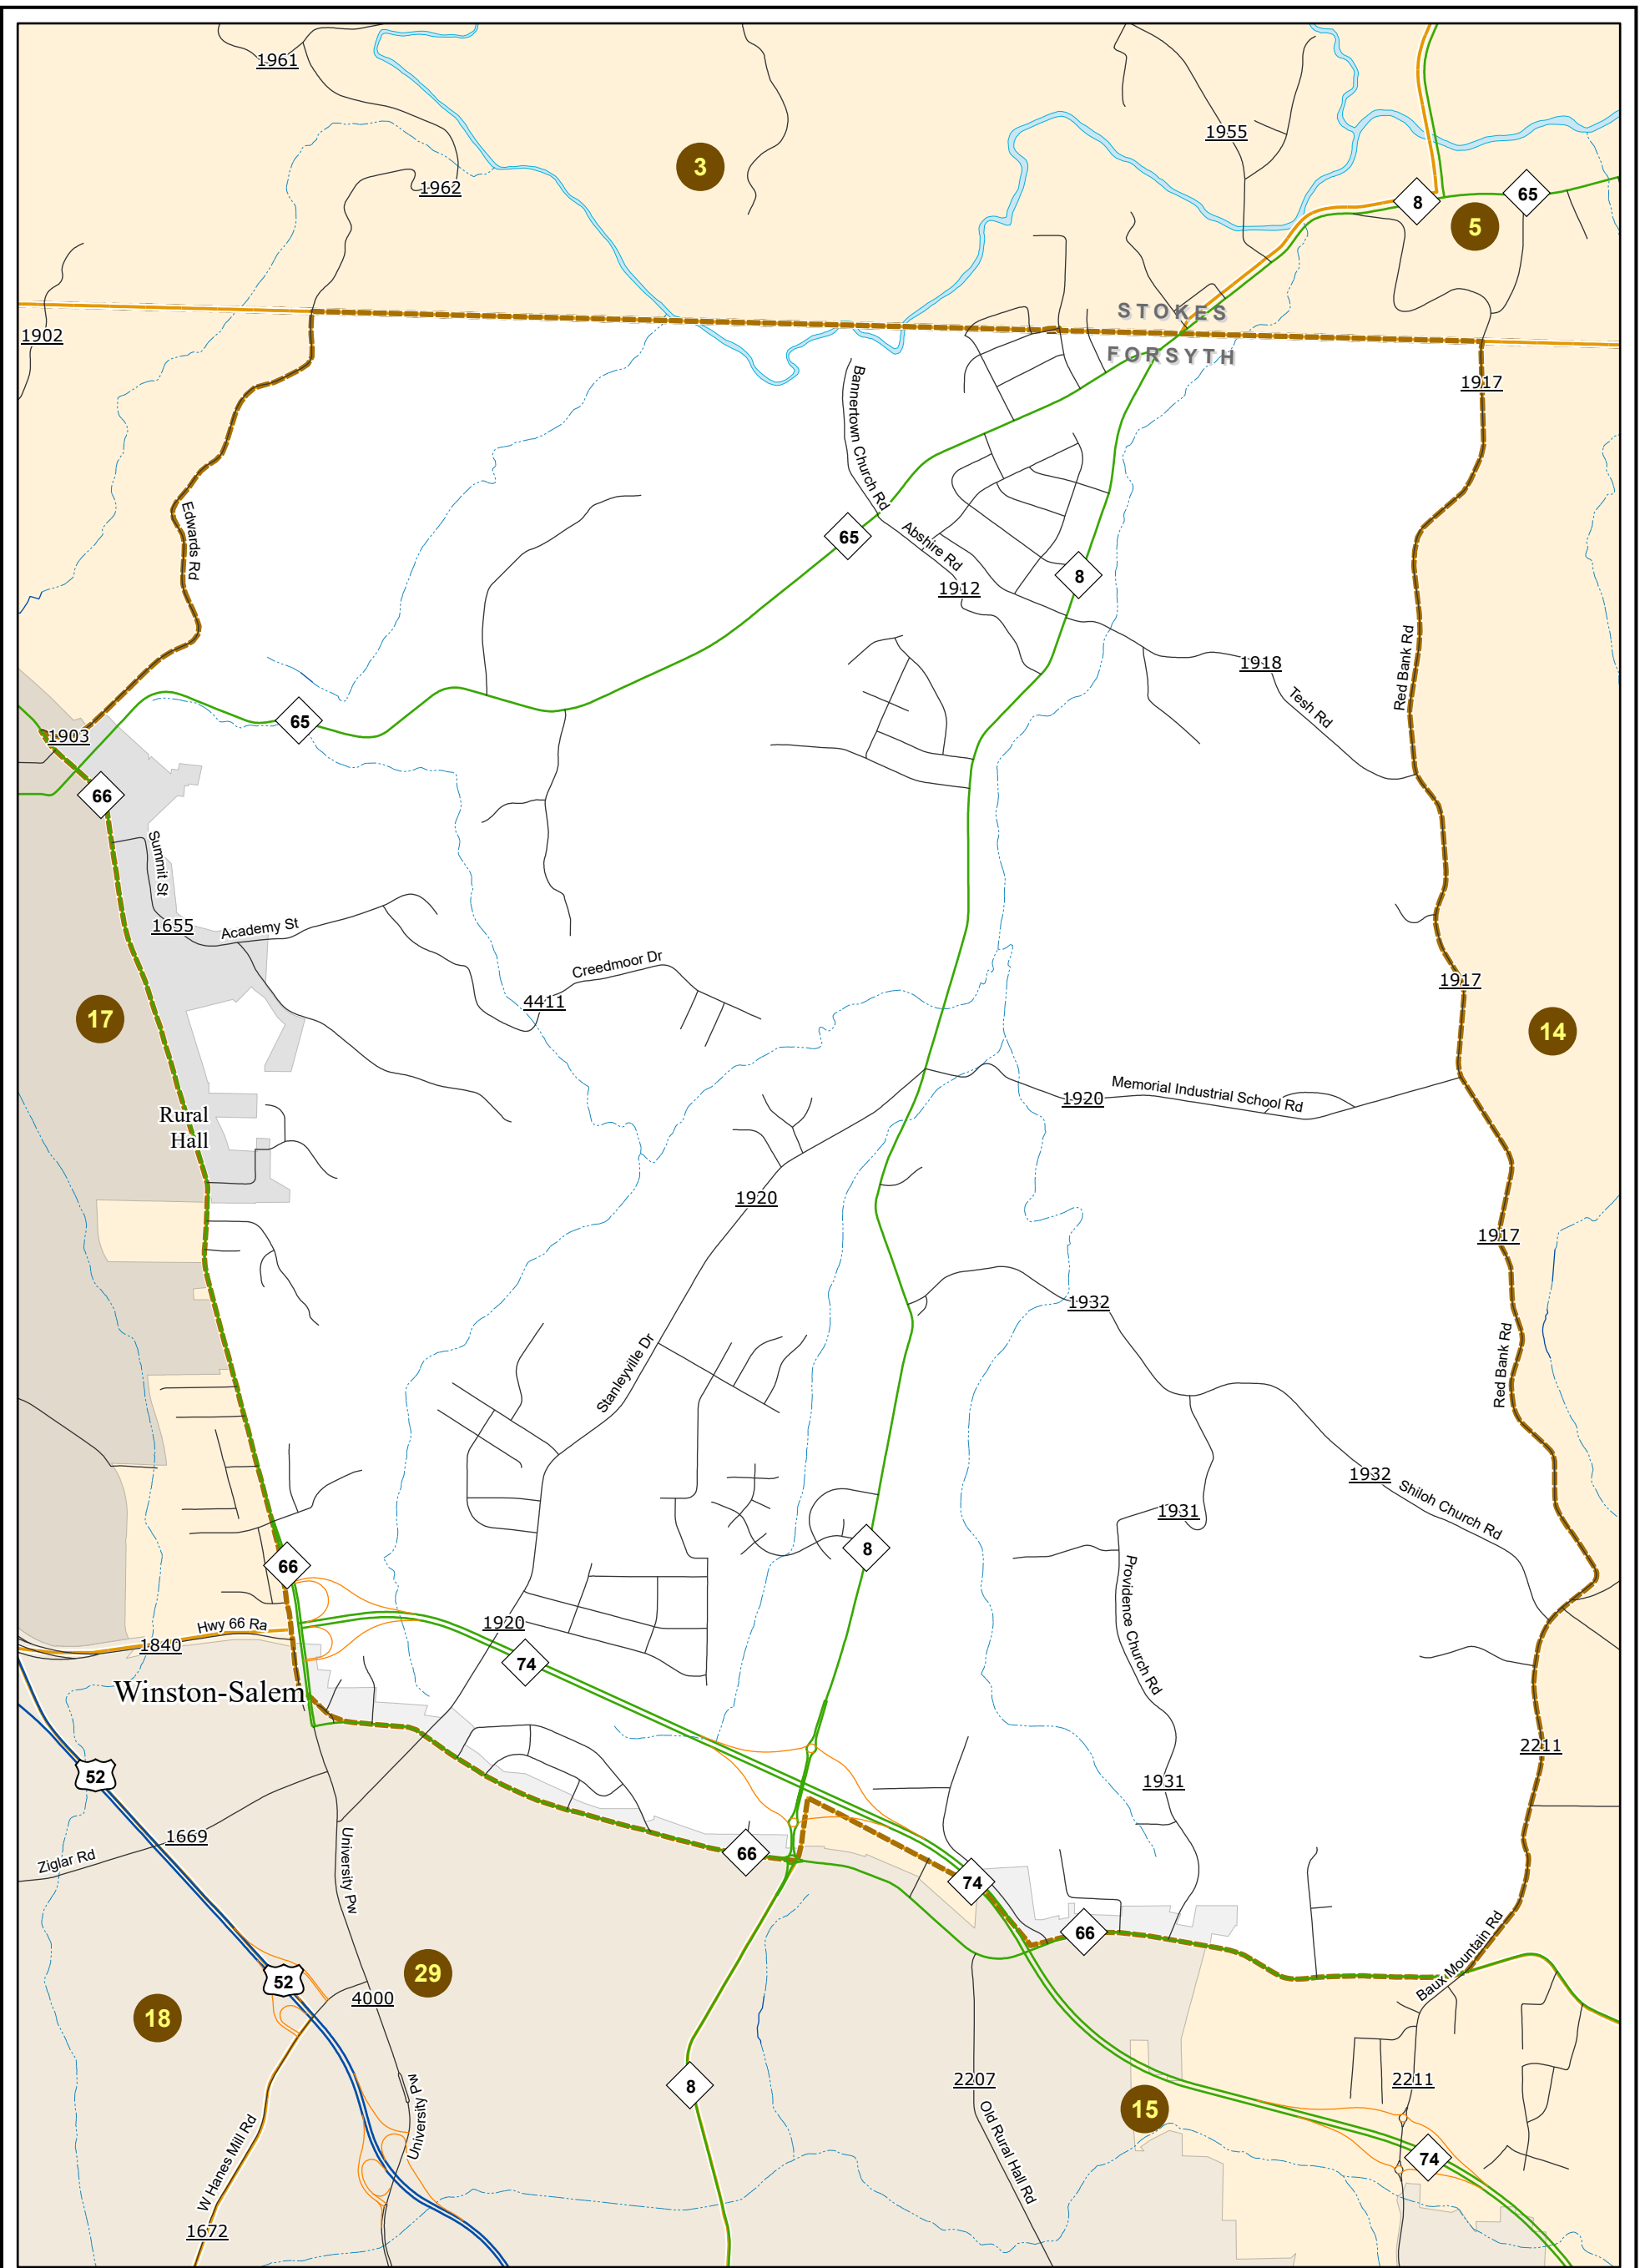 1961
3
1955
1962
8
65
5
1902
STOKES
FORSYTH
1917
Bannertown Church Rd
Edwards Rd
65
Abshire Rd
8
1912
Red Bank Rd
1918
Tesh Rd
65
1903
66
Summit St
1655
Academy St
Creedmoor Dr
4411
1917
17
14
Memorial Industrial School Rd
1920
Rural
Hall
1920
1917
1932
Stanleyville Dr
Red Bank Rd
1932
Shiloh Church Rd
1931
8
66
Providence Church Rd
Hwy 66 Ra
1920
1840
74
Winston-Salem
2211
52
1931
1669
Ziglar Rd
University Pw
66
74
66
Baux Mountain Rd
29
52
4000
18
8
2207
2211
15
University Pw
Old Rural Hall Rd
W Hanes Mill Rd
74
1672